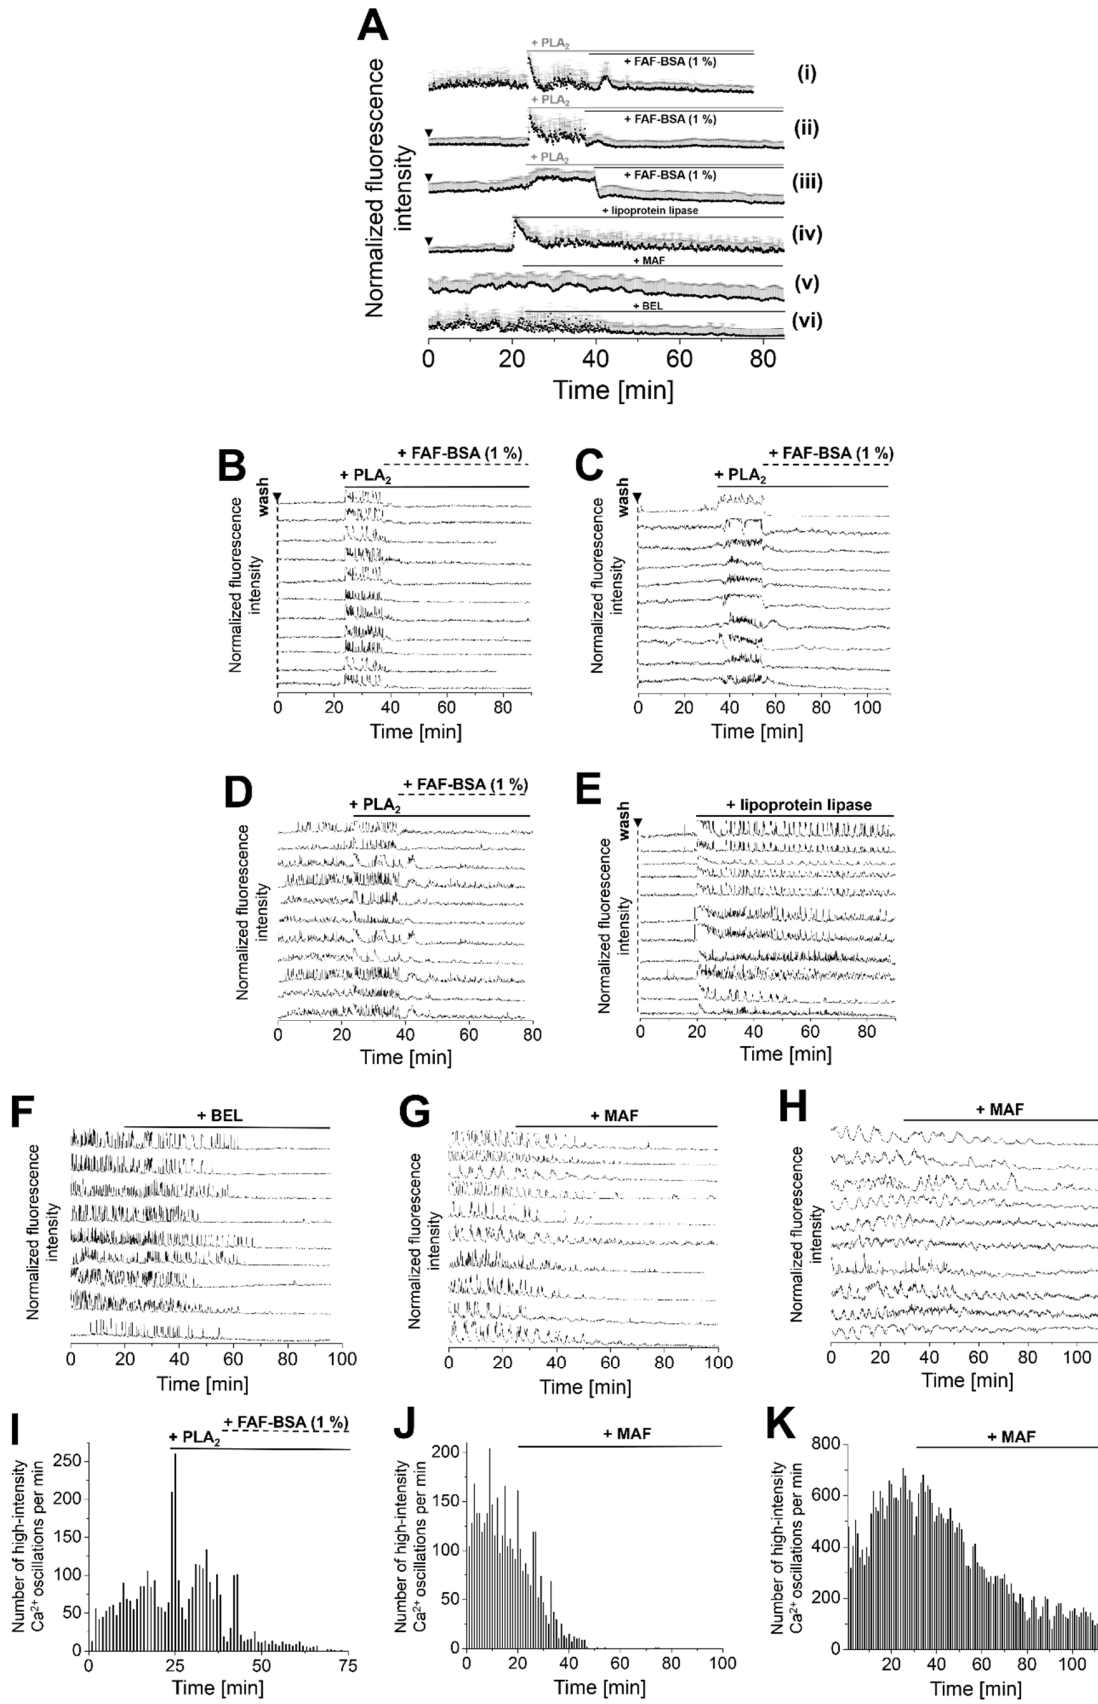 A
+ PLA₂
+ FAF-BSA (1 %)
(i)
+ PLA₂
+ FAF-BSA (1 %)
(ii)
+ PLA₂
+ FAF-BSA (1 %)
(iii)
+ lipoprotein lipase
(iv)
+ MAF
(v)
+ BEL
(vi)
Normalized fluorescence
intensity
0 20 40 60 80
Time [min]
B
+ FAF-BSA (1 %)
+ PLA₂
wash
Normalized fluorescence
intensity
0 20 40 60 80
Time [min]
C
+ FAF-BSA (1 %)
+ PLA₂
wash
Normalized fluorescence
intensity
0 20 40 60 80 100
Time [min]
D
+ FAF-BSA (1 %)
+ PLA₂
Normalized fluorescence
intensity
0 20 40 60 80
Time [min]
E
+ lipoprotein lipase
wash
Normalized fluorescence
intensity
0 20 40 60 80
Time [min]
F
+ BEL
Normalized fluorescence
intensity
0 20 40 60 80 100
Time [min]
G
+ MAF
Normalized fluorescence
intensity
0 20 40 60 80 100
Time [min]
H
+ MAF
Normalized fluorescence
intensity
0 20 40 60 80 100
Time [min]
I
+ FAF-BSA (1 %)
+ PLA₂
Number of high-intensity
Ca²⁺ oscillations per min
250
200
150
100
50
0
0 25 50 75
Time [min]
J
+ MAF
Number of high-intensity
Ca²⁺ oscillations per min
200
150
100
50
0
0 20 40 60 80 100
Time [min]
K
+ MAF
Number of high-intensity
Ca²⁺ oscillations per min
800
600
400
200
0
20 40 60 80 100
Time [min]